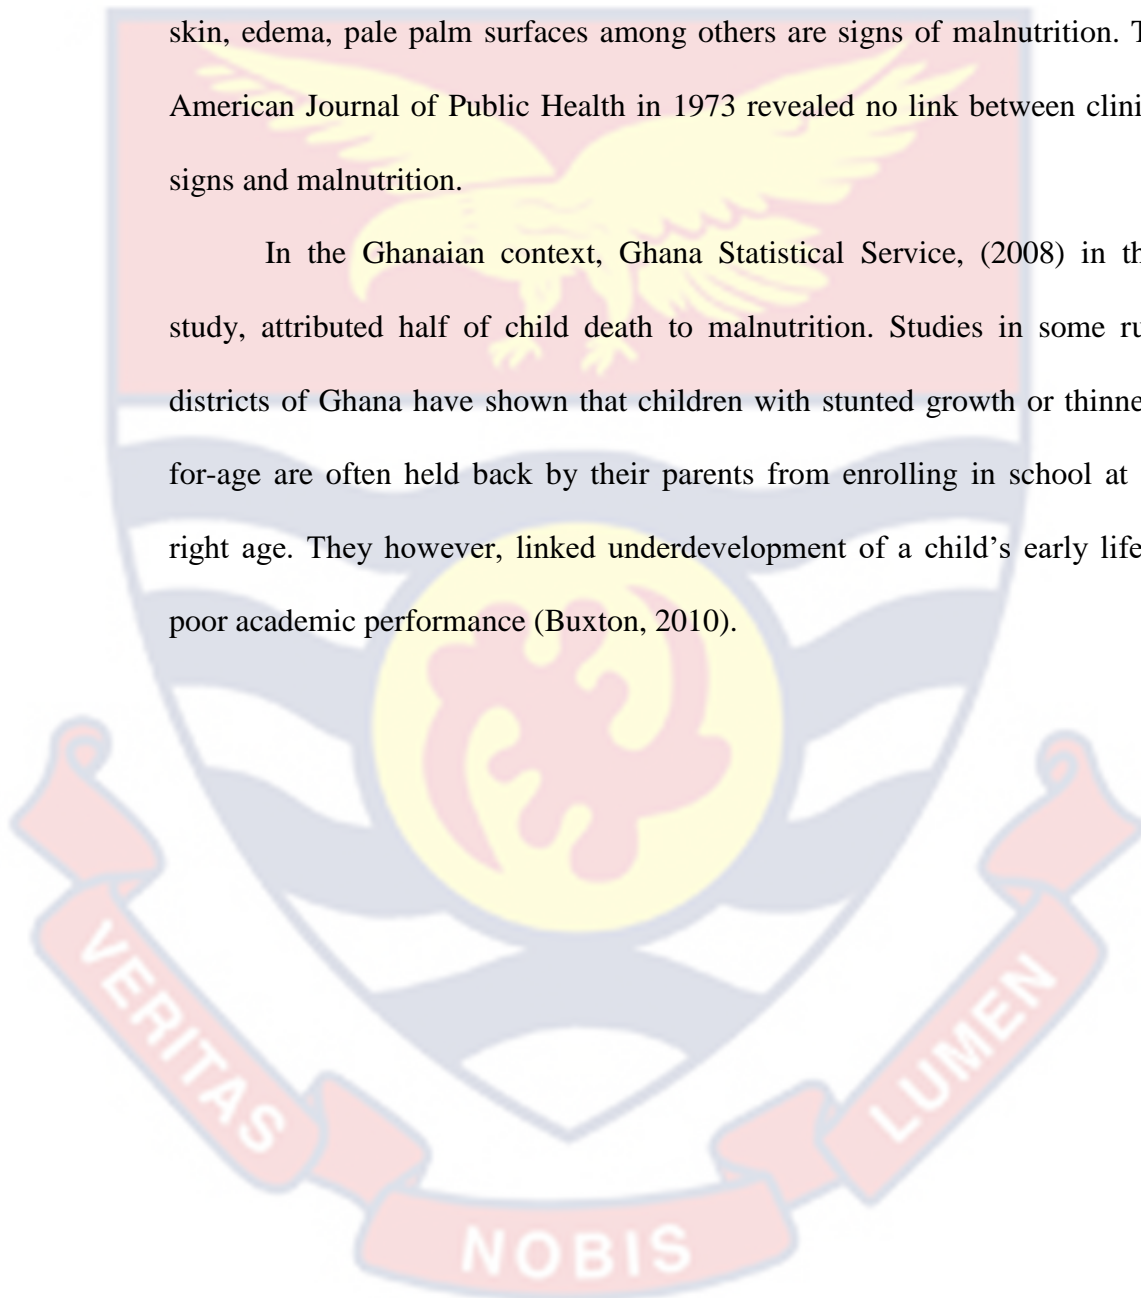 skin, edema, pale palm surfaces among others are signs of malnutrition. T
American Journal of Public Health in 1973 revealed no link between clini
signs and malnutrition.
In the Ghanaian context, Ghana Statistical Service, (2008) in th
study, attributed half of child death to malnutrition. Studies in some ru
districts of Ghana have shown that children with stunted growth or thinne
for-age are often held back by their parents from enrolling in school at
right age. They however, linked underdevelopment of a child’s early life
poor academic performance (Buxton, 2010).
VERITAS
NOBIS
LUMEN